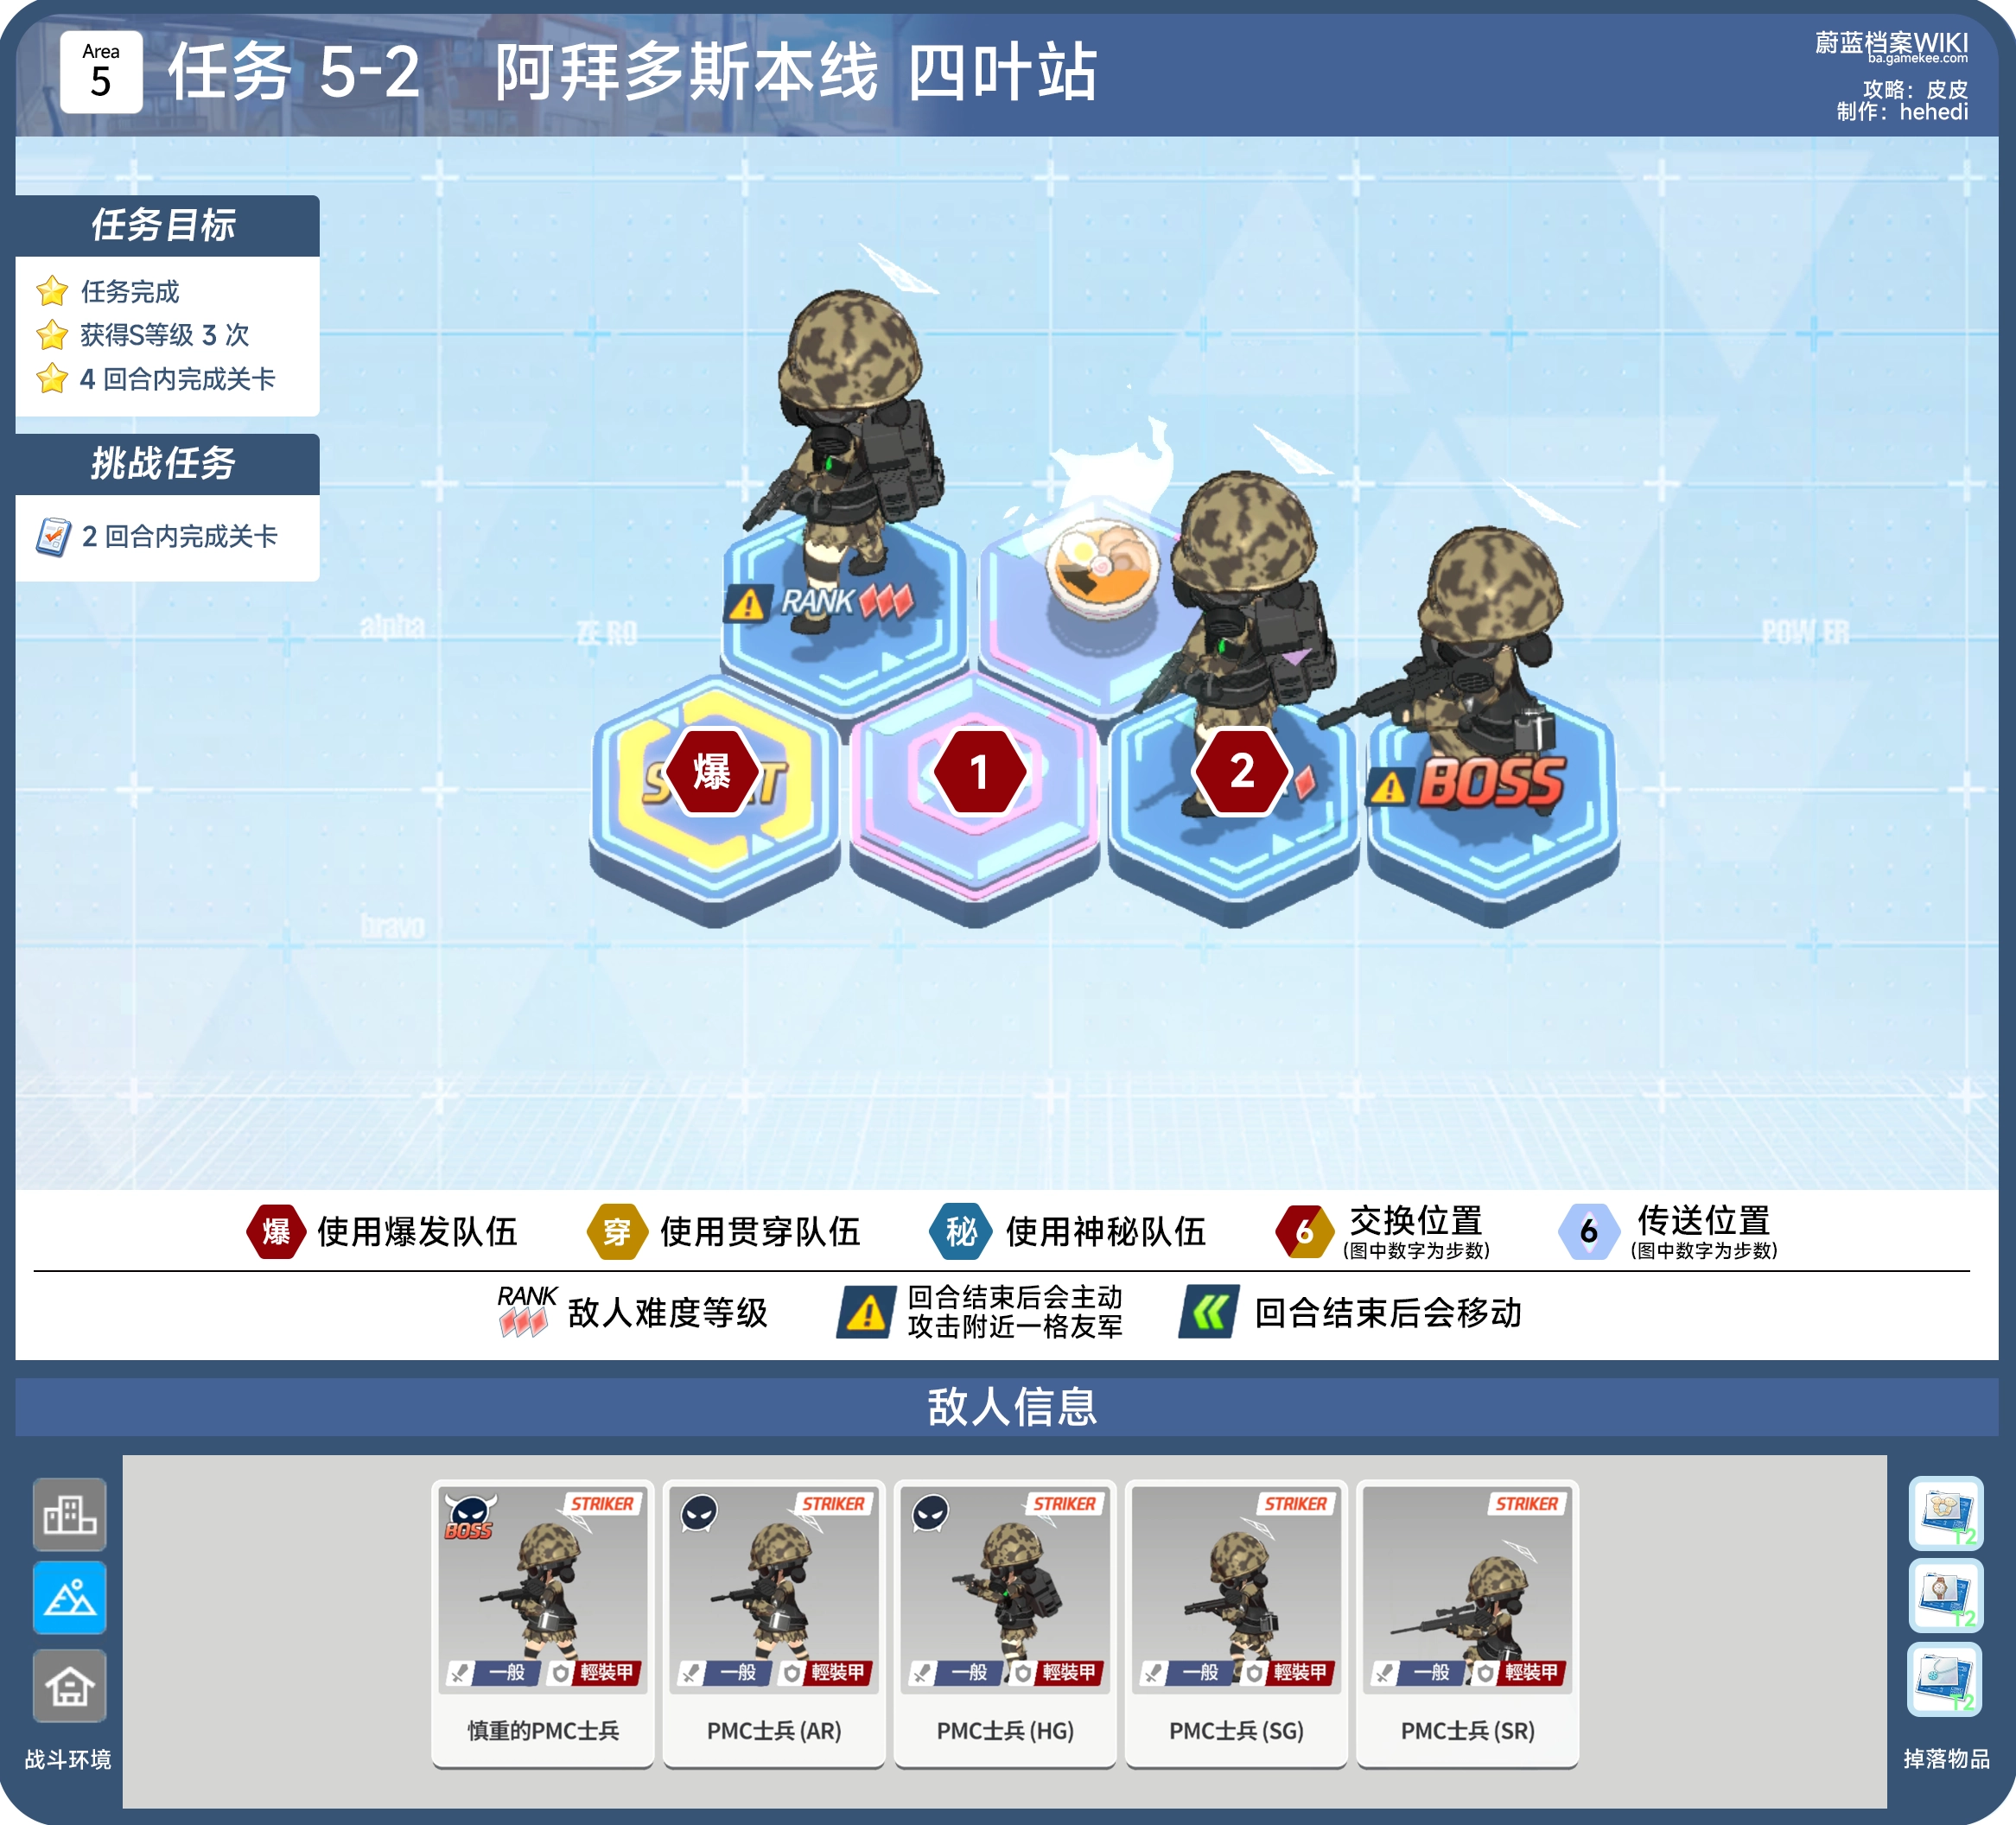 Area
5
任务 5-2 阿拜多斯本线 四叶站
蔚蓝档案WIKI
ba.gamekee.com
攻略：皮皮
制作：hehedi
任务目标
任务完成
获得S等级 3 次
4 回合内完成关卡
挑战任务
2 回合内完成关卡
alpha
ZERO
POWER
bravo
RANK
爆
1
2
BOSS
爆 使用爆发队伍
穿 使用贯穿队伍
秘 使用神秘队伍
6 交换位置
(图中数字为步数)
6 传送位置
(图中数字为步数)
RANK 敌人难度等级
回合结束后会主动
攻击附近一格友军
回合结束后会移动
敌人信息
BOSS
STRIKER
一般 輕裝甲
慎重的PMC士兵
STRIKER
一般 輕裝甲
PMC士兵 (AR)
STRIKER
一般 輕裝甲
PMC士兵 (HG)
STRIKER
一般 輕裝甲
PMC士兵 (SG)
STRIKER
一般 輕裝甲
PMC士兵 (SR)
战斗环境
T2
T2
T2
掉落物品